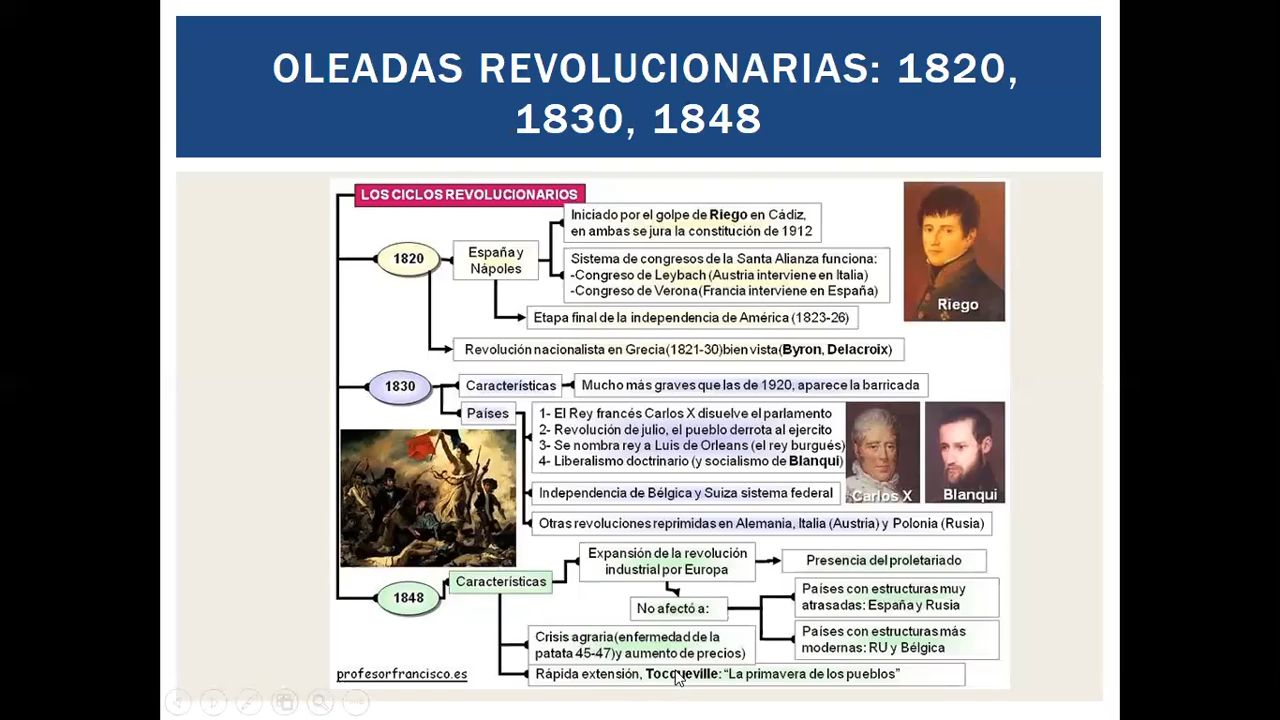 OLEADAS REVOLUCIONARIAS: 1820,
1830, 1848
LOS CICLOS REVOLUCIONARIOS
1820
España y
Nápoles
Iniciado por el golpe de Riego en Cádiz,
en ambas se jura la constitución de 1912
Sistema de congresos de la Santa Alianza funciona:
-Congreso de Leybach (Austria interviene en Italia)
-Congreso de Verona(Francia interviene en España)
Riego
Etapa final de la independencia de América (1823-26)
Revolución nacionalista en Grecia(1821-30)bien vista(Byron, Delacroix)
1830
Características
Mucho más graves que las de 1920, aparece la barricada
Países
1- El Rey francés Carlos X disuelve el parlamento
2- Revolución de julio, el pueblo derrota al ejercito
3- Se nombra rey a Luis de Orleans (el rey burgués)
4- Liberalismo doctrinario (y socialismo de Blanqui)
Carlos X
Blanqui
Independencia de Bélgica y Suiza sistema federal
Otras revoluciones reprimidas en Alemania, Italia (Austria) y Polonia (Rusia)
1848
Características
Expansión de la revolución
industrial por Europa
Presencia del proletariado
No afectó a:
Países con estructuras muy
atrasadas: España y Rusia
Países con estructuras más
modernas: RU y Bélgica
Crisis agraria(enfermedad de la
patata 45-47)y aumento de precios)
Rápida extensión, Tocqueville: “La primavera de los pueblos”
profesorfrancisco.es